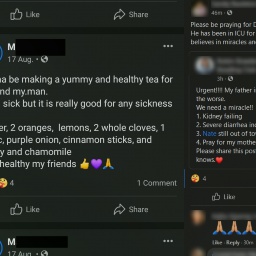 Like Share
M
17 Aug.
a be making a yummy and healthy tea for
nd my.man.
sick but it is really good for any sickness
er, 2 oranges, lemons, 2 whole cloves, 1
c, purple onion, cinnamon sticks, and
y and chamomile
healthy my friends 👍💜🙏
4 1 Comment
Like Share
M
17 Aug.
46m
Please be praying for D
He has been in ICU for
believes in miracles and
3h
Urgent!!! My father i
the worse.
We need a miracle!
1. Kidney failing
2. Severe diarrhea in
3. Nate still out of tow
4. Pray for my mothe
Please share this pos
knows.❤️
4
Like
🙏🏽🙏🏽🙏🏽
Like · Reply · 30m